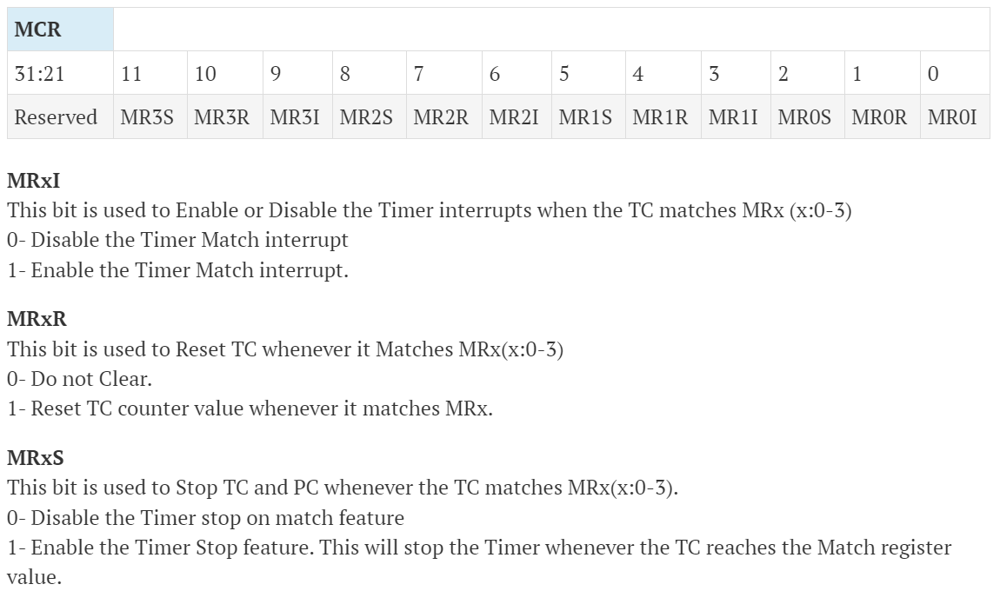 MCR
31:21 11 10 9 8 7 6 5 4 3 2 1 0
Reserved MR3S MR3R MR3I MR2S MR2R MR2I MR1S MR1R MR1I MR0S MR0R MR0I
MRxI
This bit is used to Enable or Disable the Timer interrupts when the TC matches MRx (x:0-3)
0- Disable the Timer Match interrupt
1- Enable the Timer Match interrupt.
MRxR
This bit is used to Reset TC whenever it Matches MRx(x:0-3)
0- Do not Clear.
1- Reset TC counter value whenever it matches MRx.
MRxS
This bit is used to Stop TC and PC whenever the TC matches MRx(x:0-3).
0- Disable the Timer stop on match feature
1- Enable the Timer Stop feature. This will stop the Timer whenever the TC reaches the Match register
value.